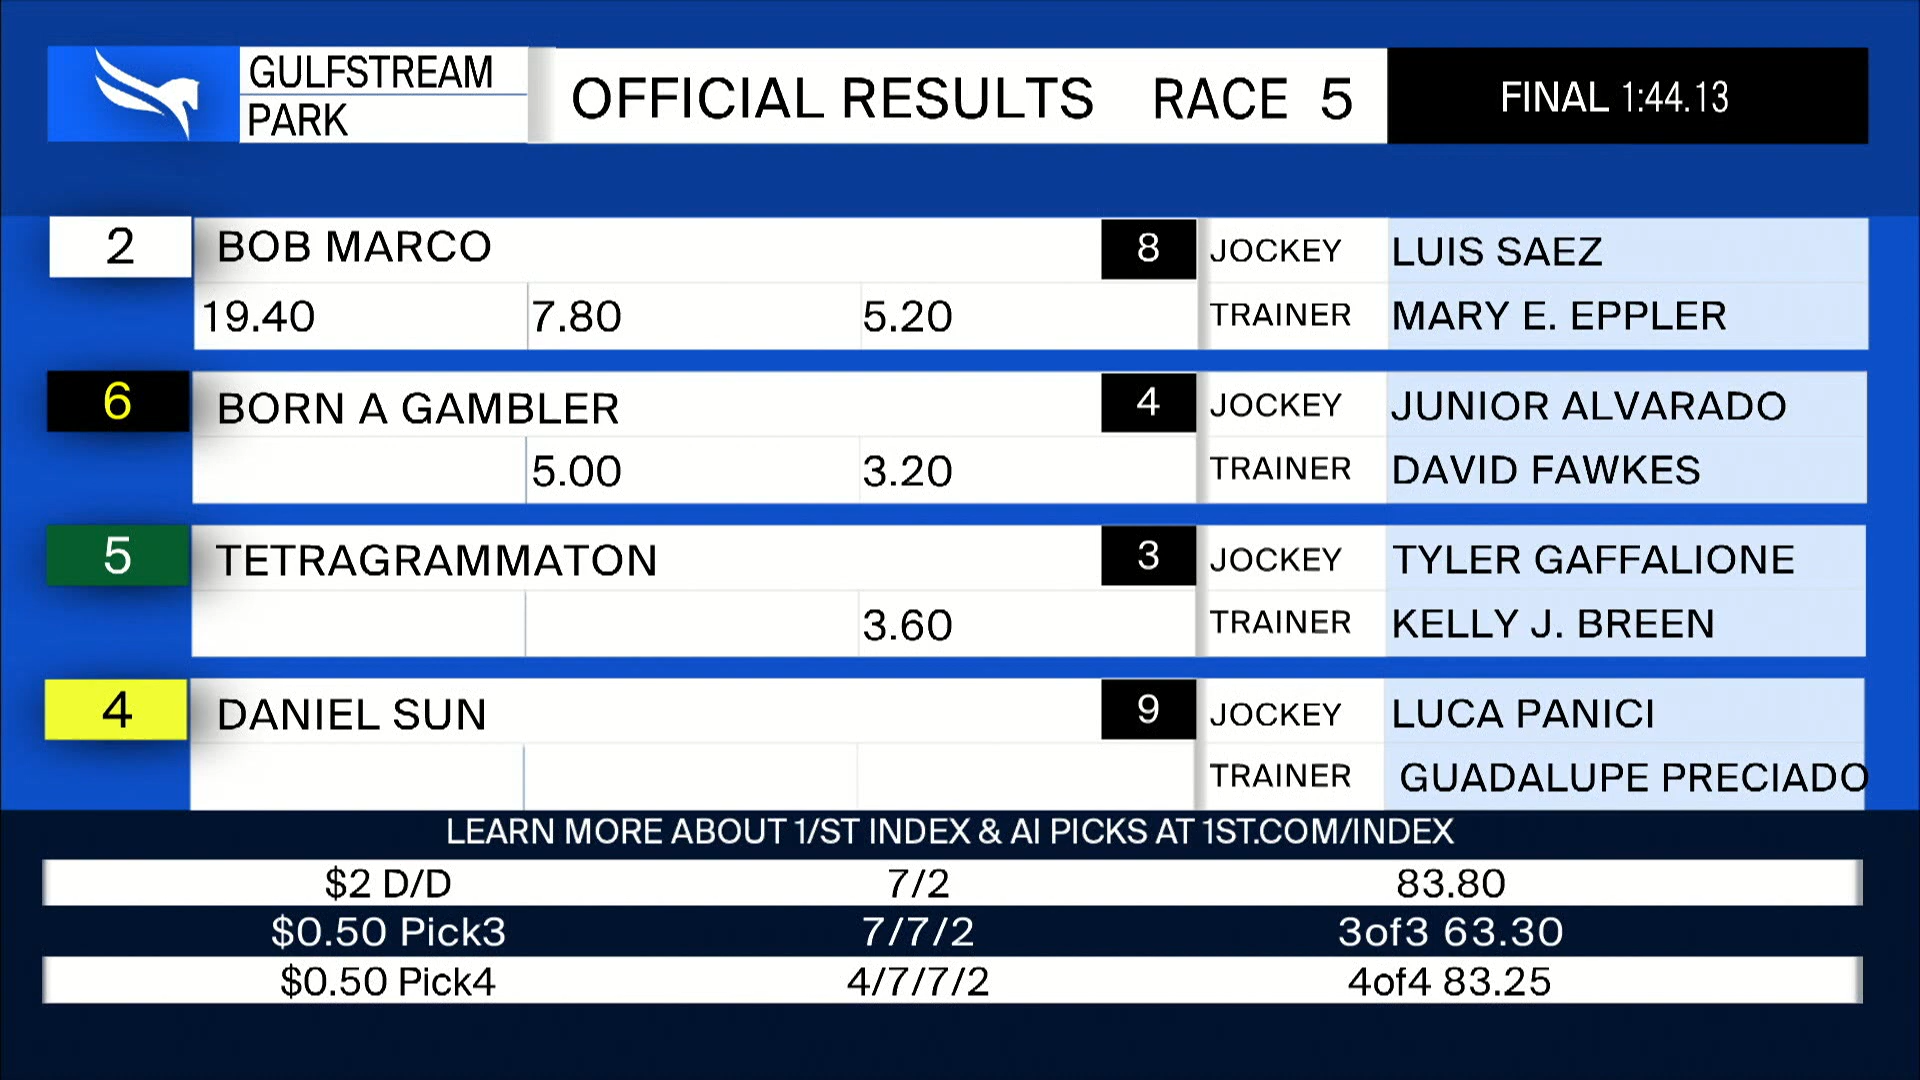 GULFSTREAM
PARK
OFFICIAL RESULTS RACE 5
FINAL 1:44.13
2 BOB MARCO 8 JOCKEY LUIS SAEZ
19.40 7.80 5.20 TRAINER MARY E. EPPLER
6 BORN A GAMBLER 4 JOCKEY JUNIOR ALVARADO
5.00 3.20 TRAINER DAVID FAWKES
5 TETRAGRAMMATON 3 JOCKEY TYLER GAFFALIONE
3.60 TRAINER KELLY J. BREEN
4 DANIEL SUN 9 JOCKEY LUCA PANICI
TRAINER GUADALUPE PRECIADO
LEARN MORE ABOUT 1/ST INDEX & AI PICKS AT 1ST.COM/INDEX
$2 D/D 7/2 83.80
$0.50 Pick3 7/7/2 3of3 63.30
$0.50 Pick4 4/7/7/2 4of4 83.25